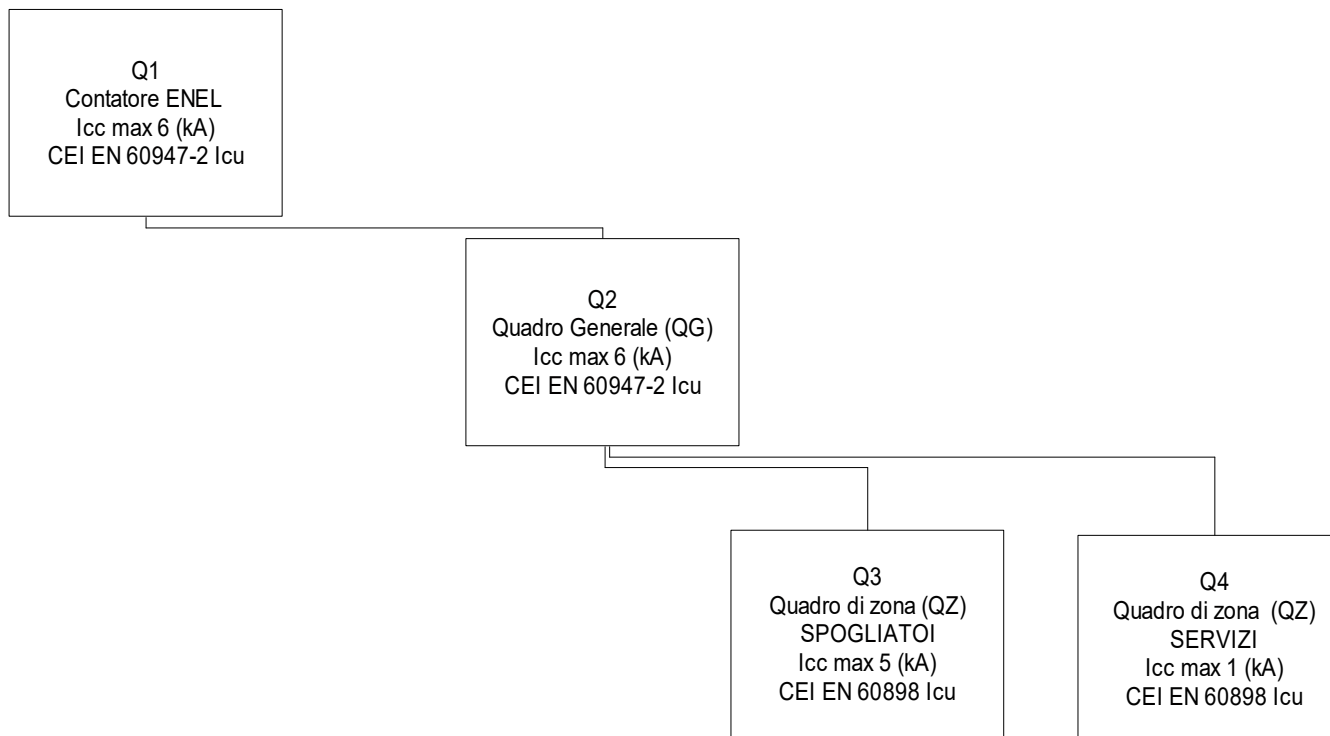 Q1
Contatore ENEL
Icc max 6 (kA)
CEI EN 60947-2 Icu
Q2
Quadro Generale (QG)
Icc max 6 (kA)
CEI EN 60947-2 Icu
Q3
Quadro di zona (QZ)
SPOGLIATOI
Icc max 5 (kA)
CEI EN 60898 Icu
Q4
Quadro di zona (QZ)
SERVIZI
Icc max 1 (kA)
CEI EN 60898 Icu